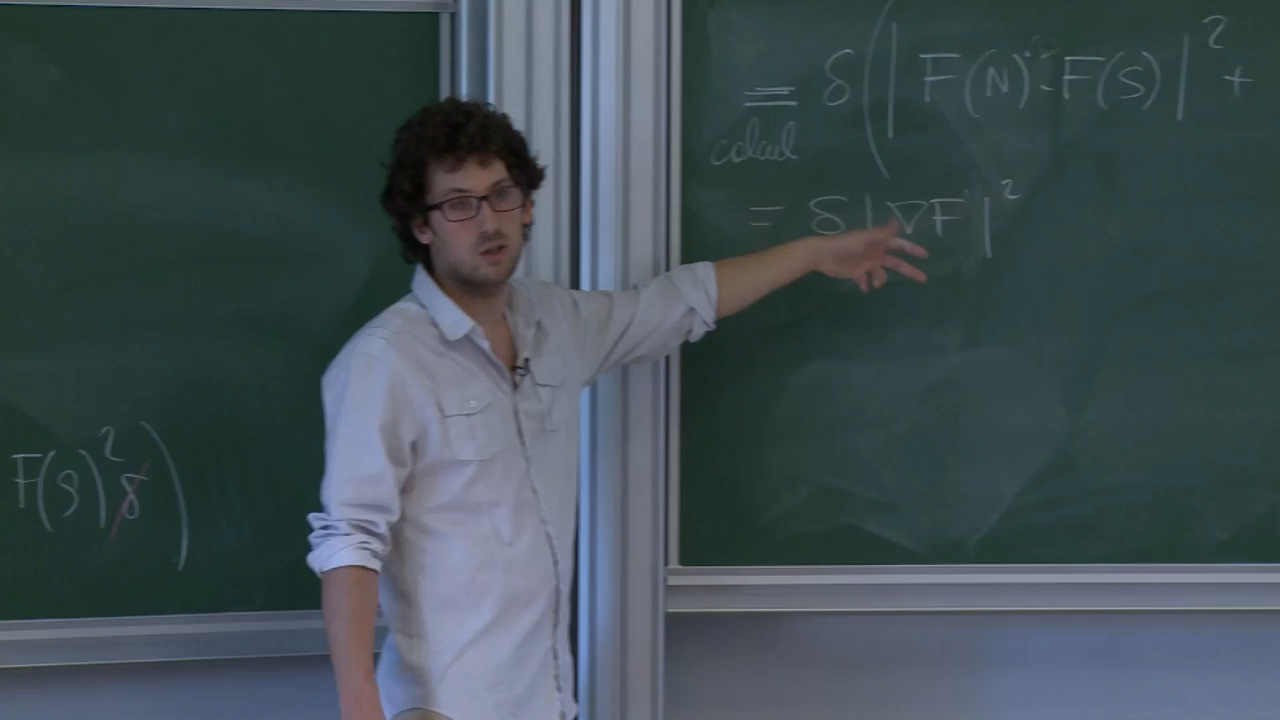 F(S)² δ)
= δ(|F(N)-F(S)|² +
calcul
= δ|∇F|²